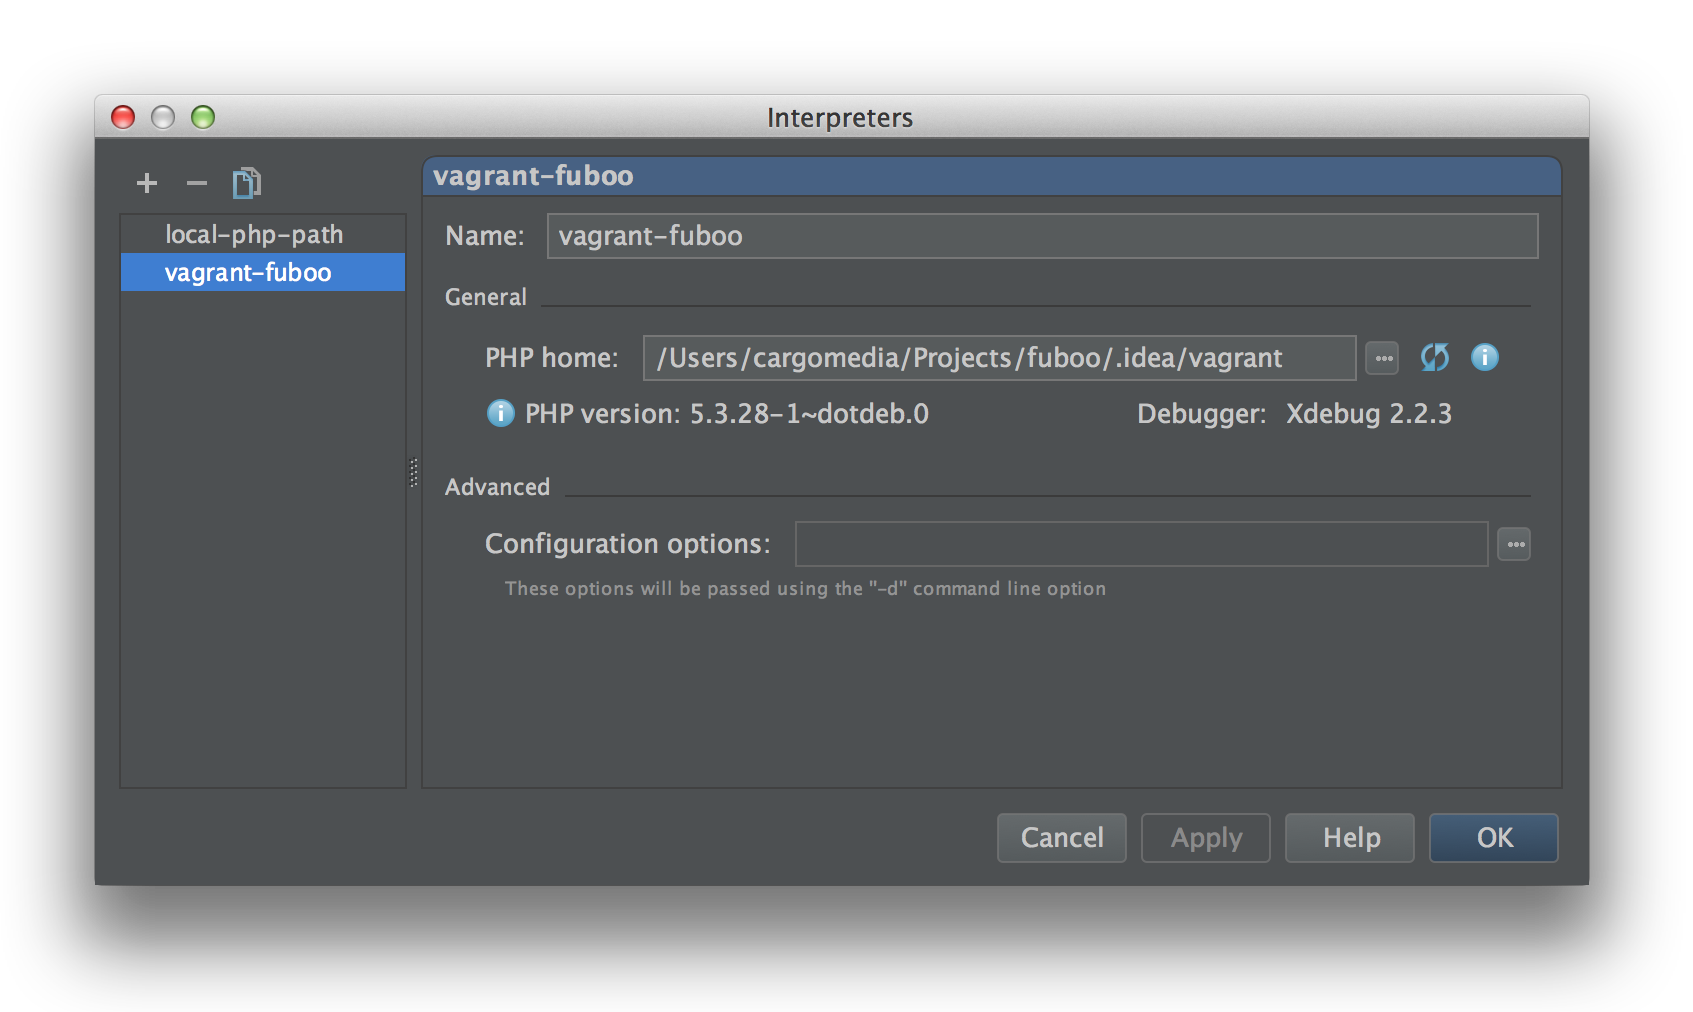 Interpreters
local-php-path
vagrant-fuboo
vagrant-fuboo
Name: vagrant-fuboo
General
PHP home: /Users/cargomedia/Projects/fuboo/.idea/vagrant
PHP version: 5.3.28-1~dotdeb.0 Debugger: Xdebug 2.2.3
Advanced
Configuration options:
These options will be passed using the "-d" command line option
Cancel Apply Help OK